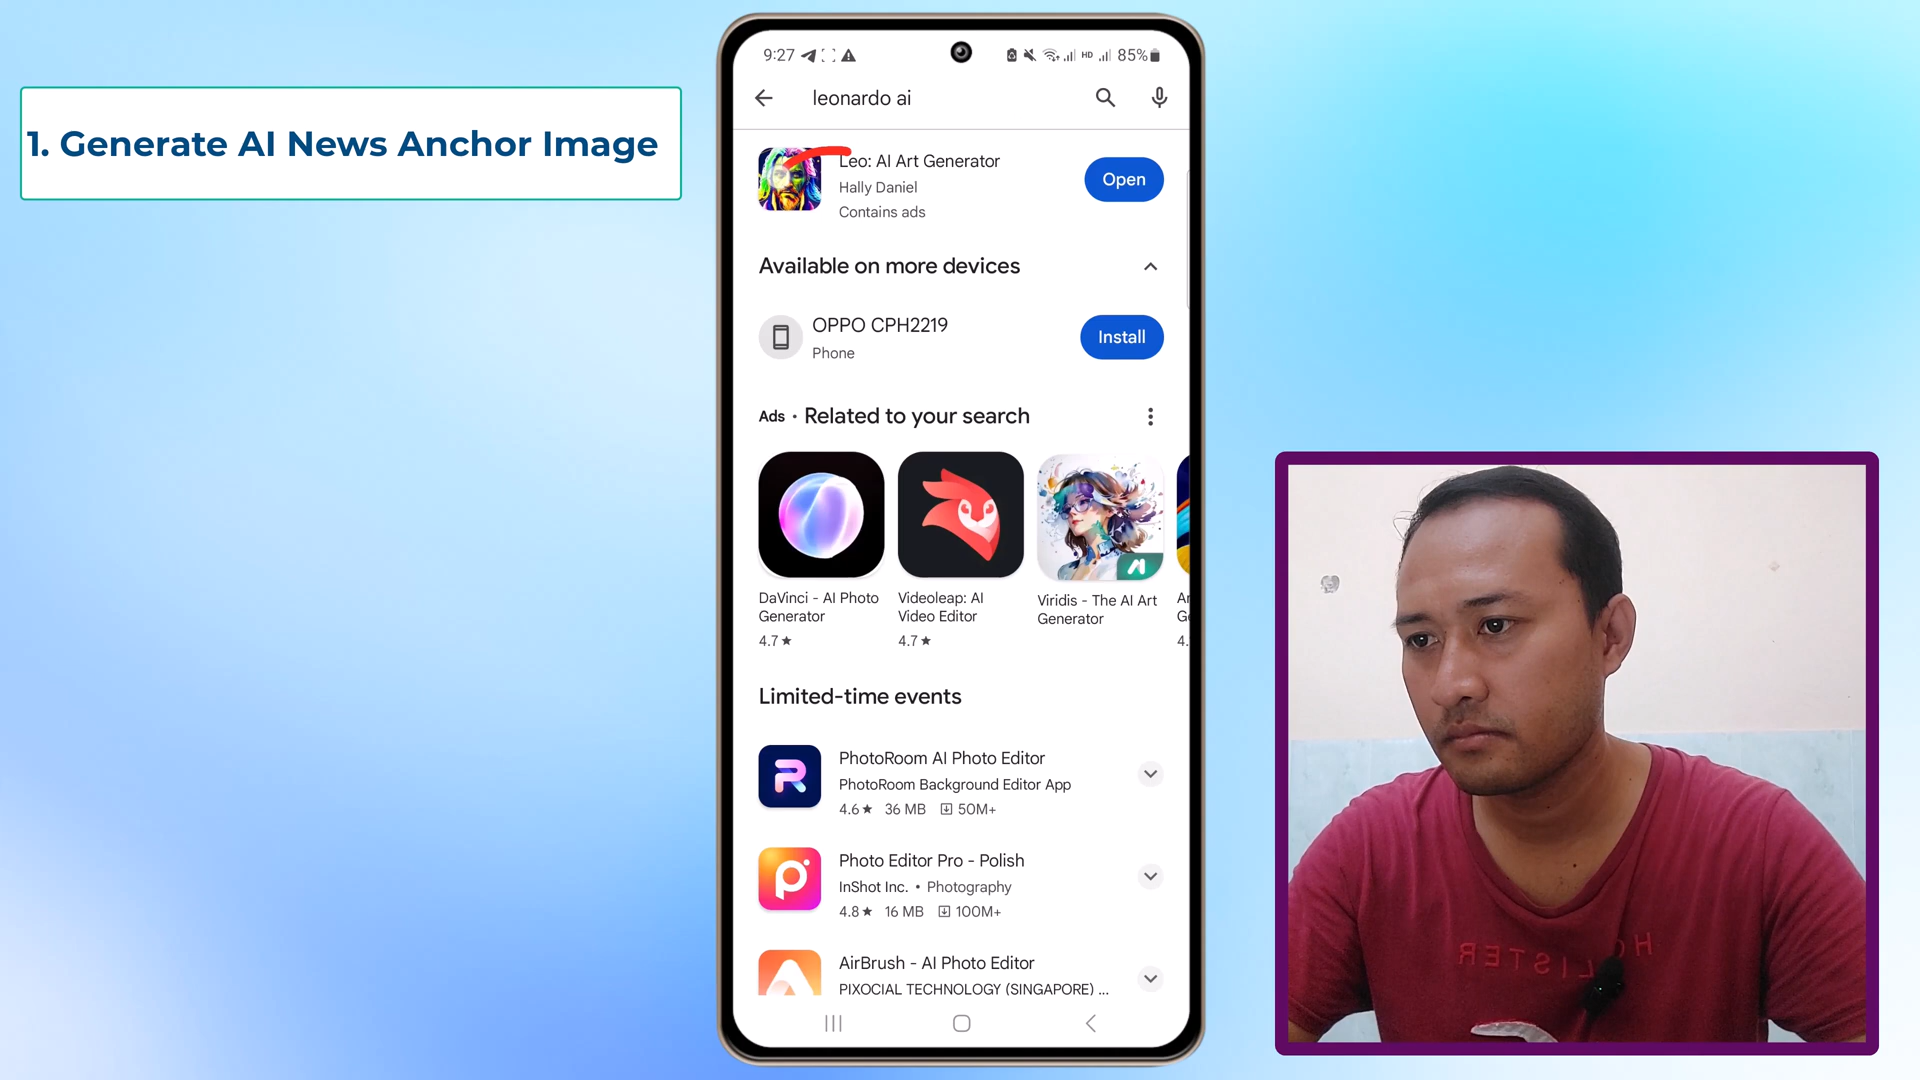 1. Generate AI News Anchor Image
9:27
HD
85%
leonardo ai
Leo: AI Art Generator
Hally Daniel
Contains ads
Open
Available on more devices
OPPO CPH2219
Phone
Install
Ads • Related to your search
DaVinci - AI Photo
Generator
4.7★
Videoleap: AI
Video Editor
4.7★
Viridis - The AI Art
Generator
4.
Limited-time events
PhotoRoom AI Photo Editor
PhotoRoom Background Editor App
4.6★ 36 MB 50M+
Photo Editor Pro - Polish
InShot Inc. • Photography
4.8★ 16 MB 100M+
AirBrush - AI Photo Editor
PIXOCIAL TECHNOLOGY (SINGAPORE) ...
HOLLISTER